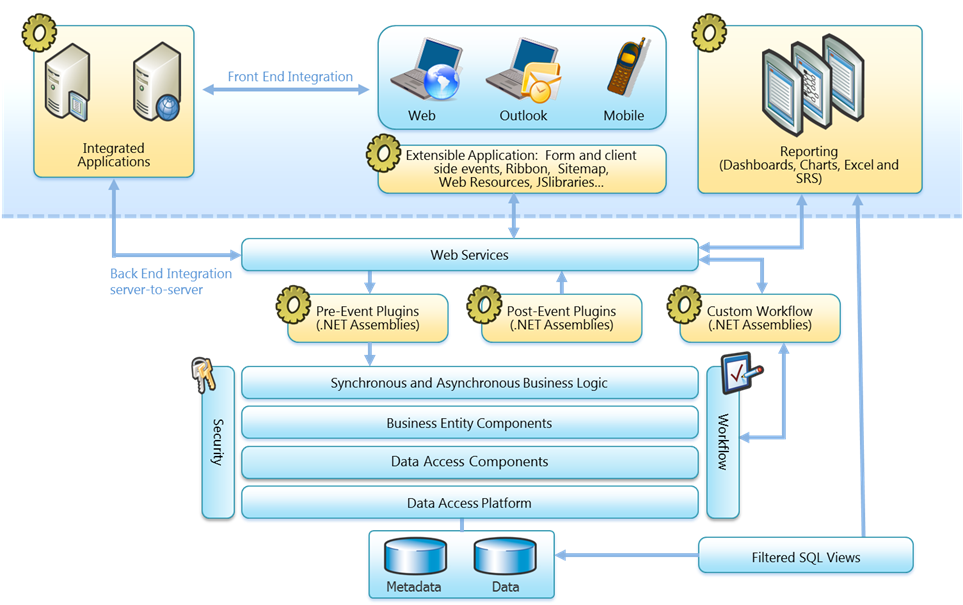 Front End Integration
Web
Outlook
Mobile
Integrated
Applications
Extensible Application:  Form and client
side events, Ribbon,  Sitemap,
Web Resources, JSlibraries...
Reporting
(Dashboards, Charts, Excel and
SRS)
Web Services
Back End Integration
server-to-server
Pre-Event Plugins
(.NET Assemblies)
Post-Event Plugins
(.NET Assemblies)
Custom Workflow
(.NET Assemblies)
Security
Synchronous and Asynchronous Business Logic
Business Entity Components
Data Access Components
Data Access Platform
Workflow
Metadata
Data
Filtered SQL Views